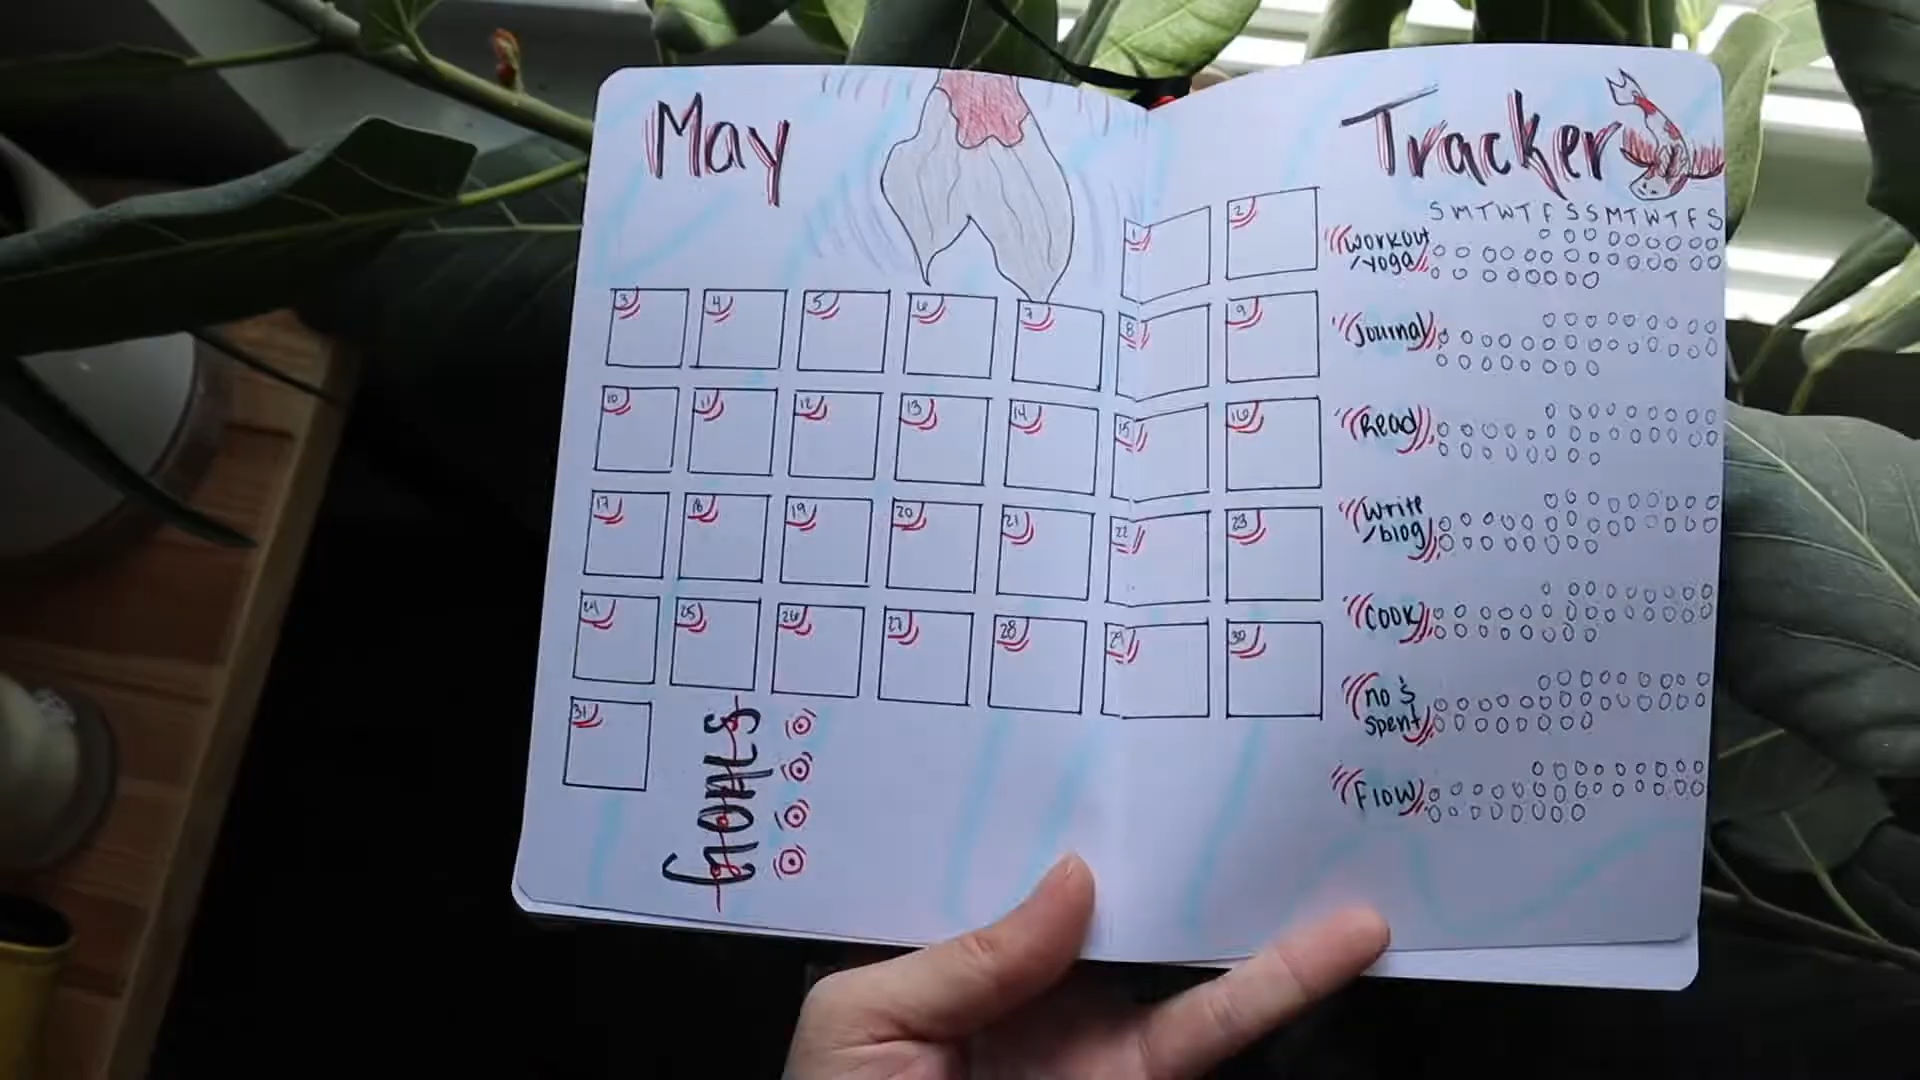 May
Tracker
S M T W T F S S M T W T F S
1 2
3 4 5 6 7 8 9
10 11 12 13 14 15 16
17 18 19 20 21 22 23
24 25 26 27 28 29 30
31
GOALS
workout
/yoga
Journal
Read
write
/blog
COOK
no $
spent
Flow